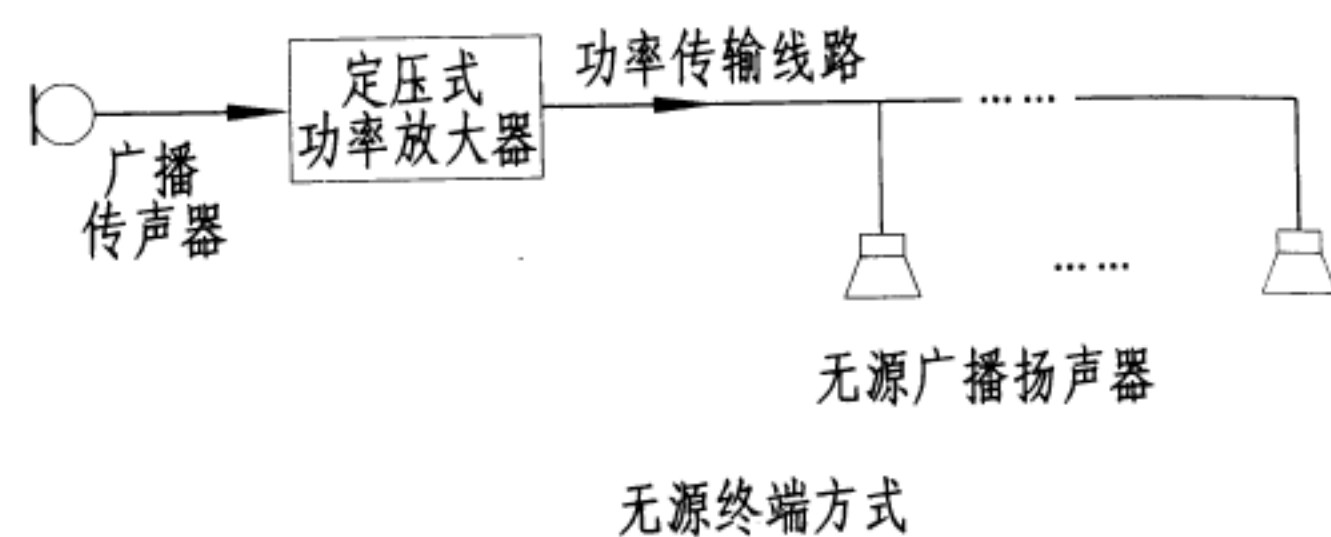 定压式
功率放大器
功率传输线路
广播
传声器
无源广播扬声器
无源终端方式